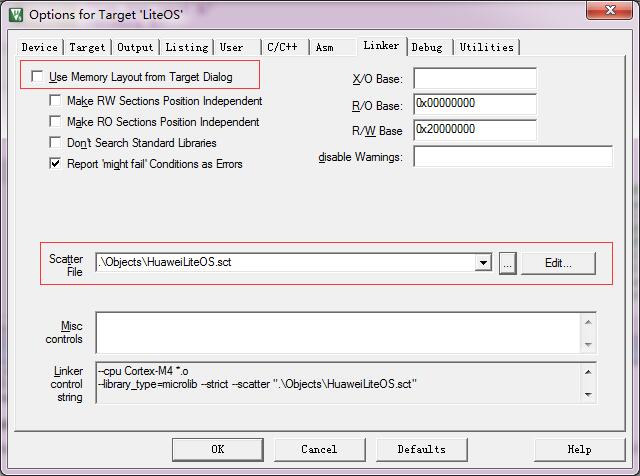 Options for Target 'LiteOS'
Device Target Output Listing User C/C++ Asm Linker Debug Utilities
Use Memory Layout from Target Dialog
Make RW Sections Position Independent
Make RO Sections Position Independent
Don't Search Standard Libraries
Report 'might fail' Conditions as Errors
X/O Base:
R/O Base: 0x00000000
R/W Base 0x20000000
disable Warnings:
Scatter
File
.\Objects\HuaweiLiteOS.sct
...
Edit...
Misc
controls
Linker
control
string
--cpu Cortex-M4 *.o
--library_type=microlib --strict --scatter ".\Objects\HuaweiLiteOS.sct"
OK Cancel Defaults Help